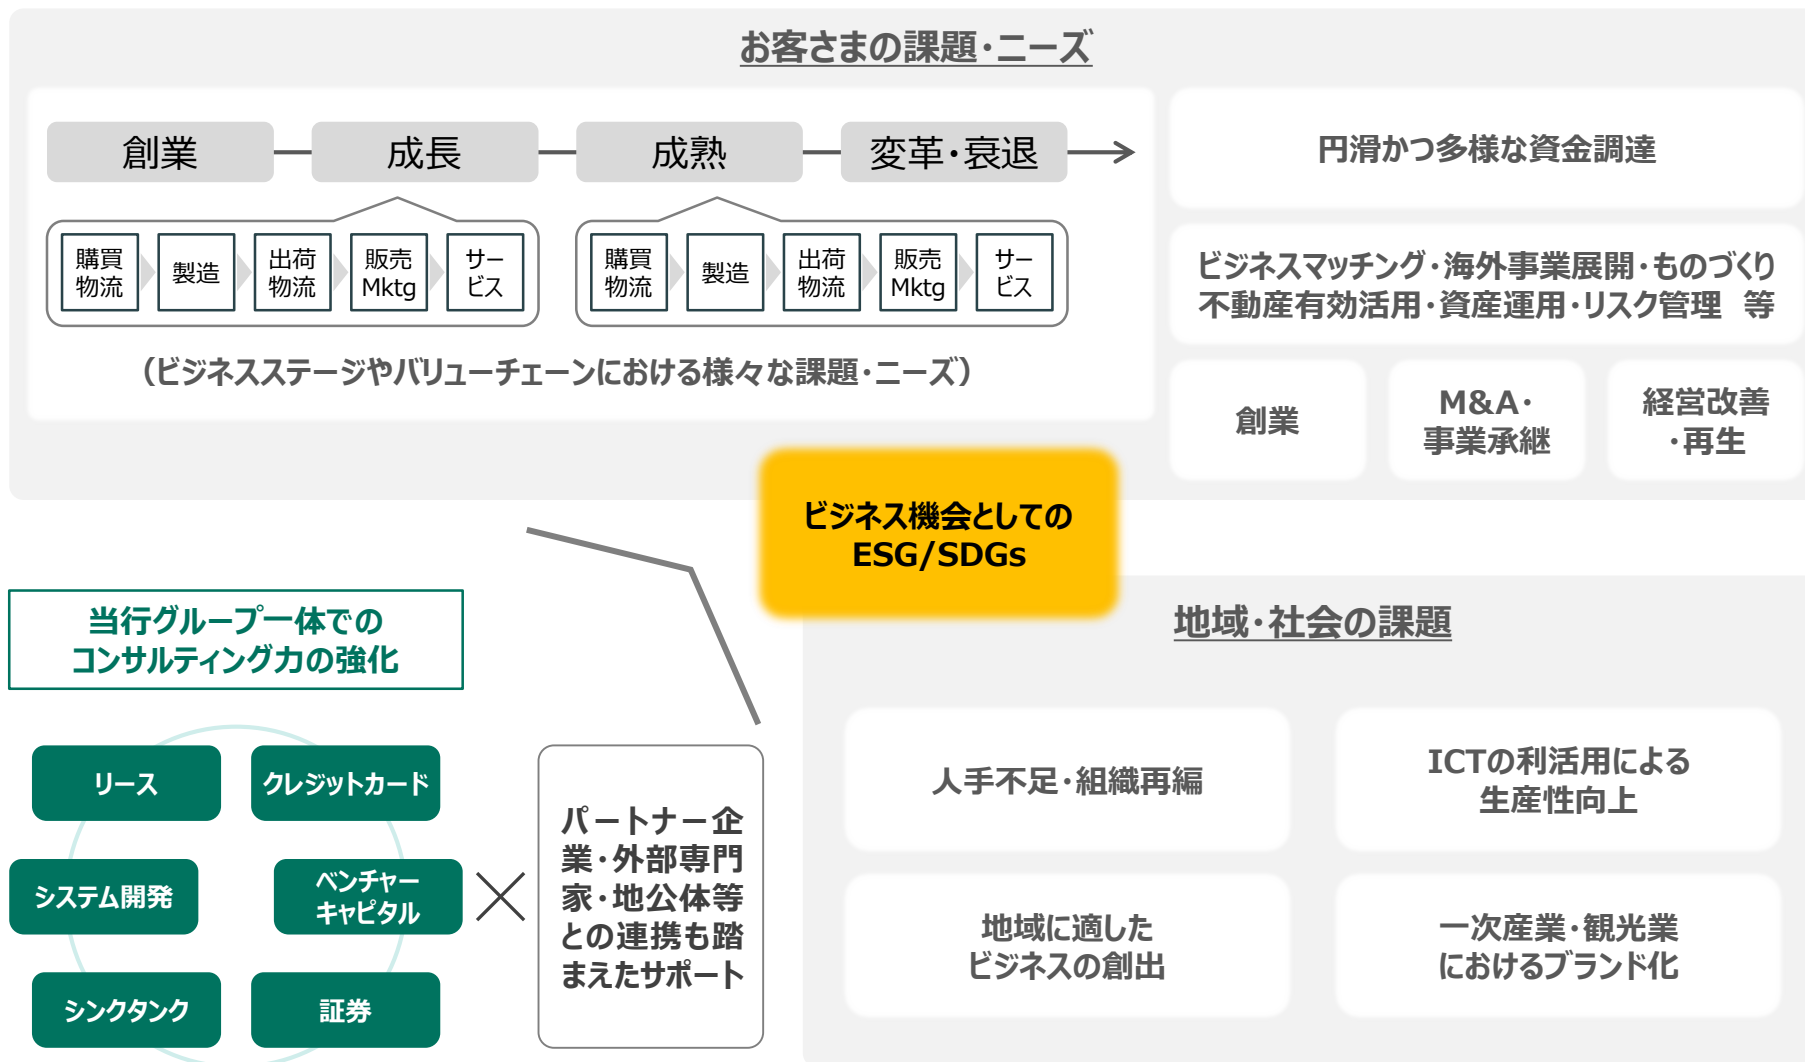 お客さまの課題・ニーズ
創業
成長
成熟
変革・衰退
購買
物流
製造
出荷
物流
販売
Mktg
サー
ビス
購買
物流
製造
出荷
物流
販売
Mktg
サー
ビス
（ビジネスステージやバリューチェーンにおける様々な課題・ニーズ）
円滑かつ多様な資金調達
ビジネスマッチング・海外事業展開・ものづくり
不動産有効活用・資産運用・リスク管理　等
創業
M&A・
事業承継
経営改善
・再生
ビジネス機会としての
ESG/SDGs
当行グループ一体での
コンサルティング力の強化
リース
クレジットカード
システム開発
ベンチャー
キャピタル
シンクタンク
証券
パートナー企
業・外部専門
家・地公体等
との連携も踏
まえたサポート
地域・社会の課題
人手不足・組織再編
ICTの利活用による
生産性向上
地域に適した
ビジネスの創出
一次産業・観光業
におけるブランド化